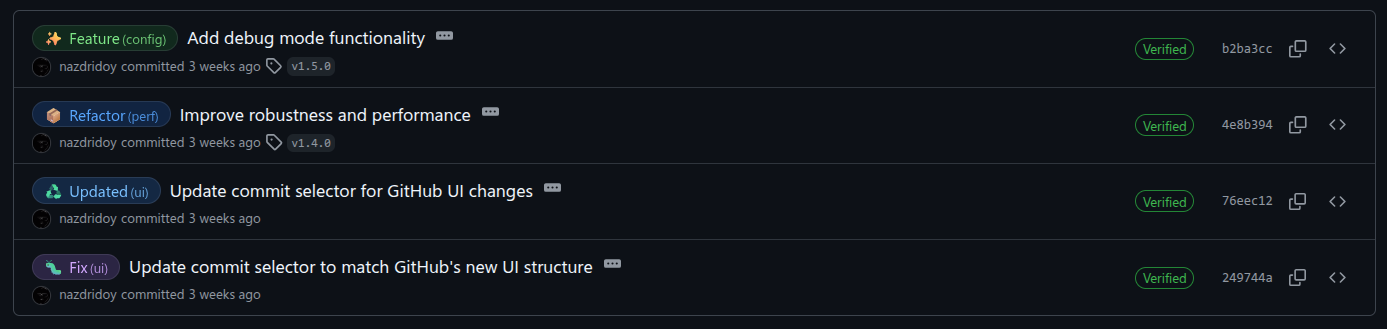 Feature (config) Add debug mode functionality
nazdridoy committed 3 weeks ago v1.5.0
Verified b2ba3cc
Refactor (perf) Improve robustness and performance
nazdridoy committed 3 weeks ago v1.4.0
Verified 4e8b394
Updated (ui) Update commit selector for GitHub UI changes
nazdridoy committed 3 weeks ago
Verified 76eec12
Fix (ui) Update commit selector to match GitHub's new UI structure
nazdridoy committed 3 weeks ago
Verified 249744a